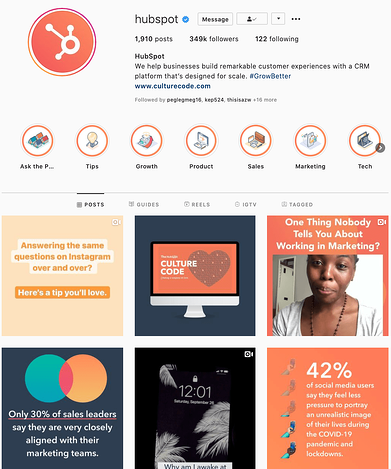 hubspot Message
1,910 posts 349k followers 122 following
HubSpot
We help businesses build remarkable customer experiences with a CRM
platform that's designed for scale. #GrowBetter
www.culturecode.com
Followed by peglegmeg16, kep524, thisisazw +16 more
Ask the P... Tips Growth Product Sales Marketing Tech
POSTS GUIDES REELS IGTV TAGGED
Answering the same
questions on Instagram
over and over?
Here's a tip you'll love.
CULTURE
CODE
One Thing Nobody
Tells You About
Working in Marketing?
Only 30% of sales leaders
say they are very closely
aligned with their
marketing teams.
12:01
Saturday, September 26
Why am I awake at
42%
of social media users
say they feel less
pressure to portray
an unrealistic image
of their lives during
the COVID-19
pandemic and
lockdowns.